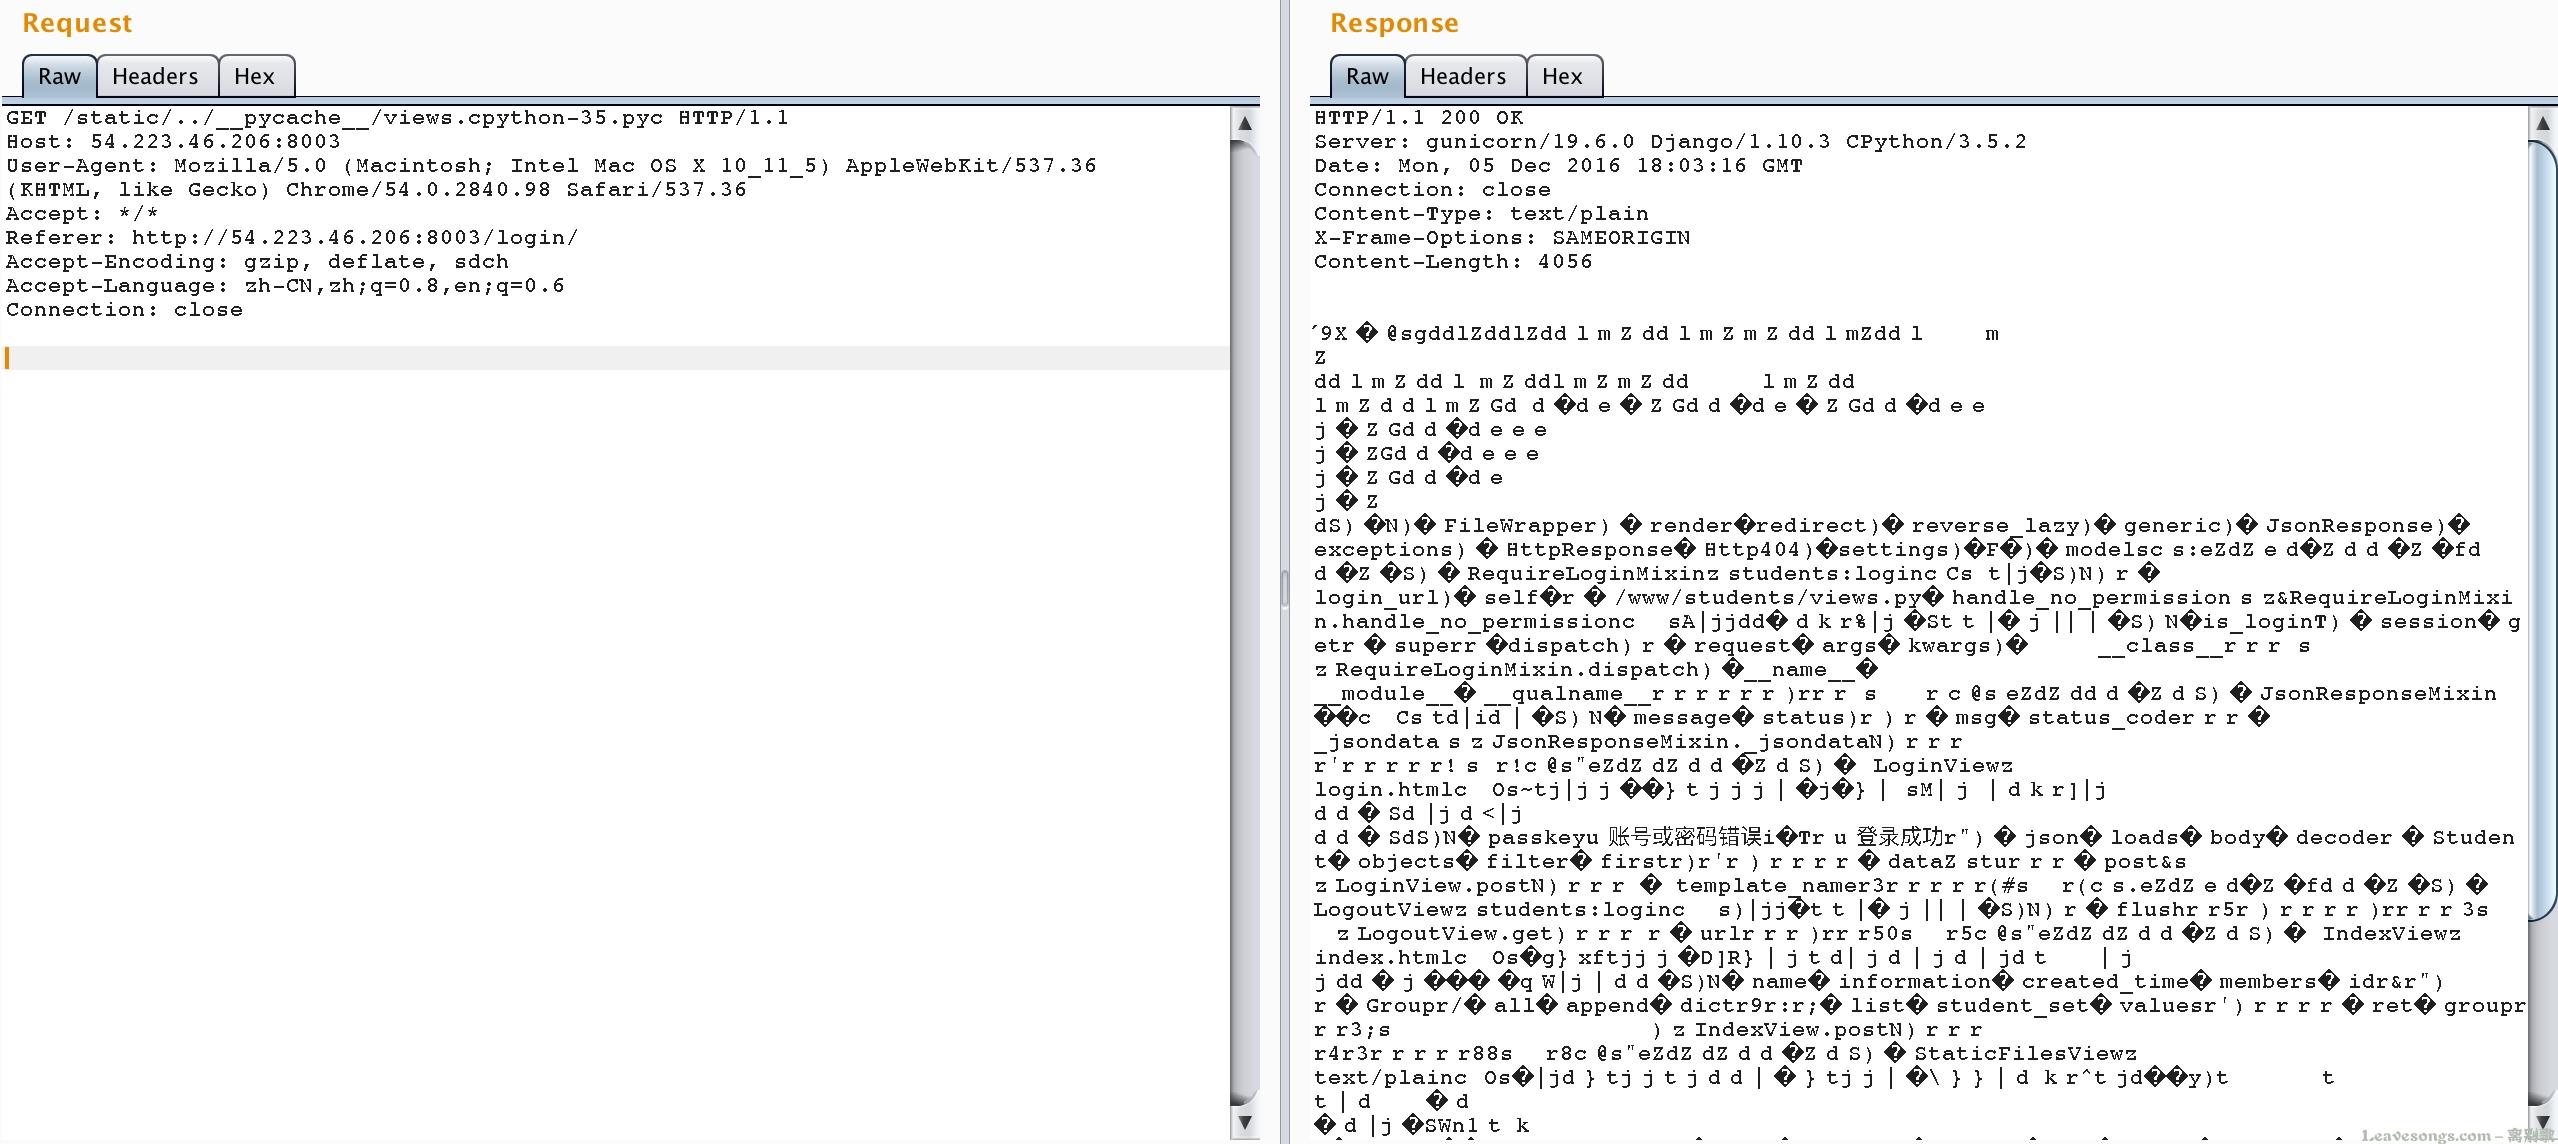 Request
Raw Headers Hex
GET /static/../__pycache__/views.cpython-35.pyc HTTP/1.1
Host: 54.223.46.206:8003
User-Agent: Mozilla/5.0 (Macintosh; Intel Mac OS X 10_11_5) AppleWebKit/537.36
(KHTML, like Gecko) Chrome/54.0.2840.98 Safari/537.36
Accept: */*
Referer: http://54.223.46.206:8003/login/
Accept-Encoding: gzip, deflate, sdch
Accept-Language: zh-CN,zh;q=0.8,en;q=0.6
Connection: close
Response
Raw Headers Hex
HTTP/1.1 200 OK
Server: gunicorn/19.6.0 Django/1.10.3 CPython/3.5.2
Date: Mon, 05 Dec 2016 18:03:16 GMT
Connection: close
Content-Type: text/plain
X-Frame-Options: SAMEORIGIN
Content-Length: 4056
´9X � @sgddlZddlZdd l m Z dd l m Z m Z dd l mZdd l m
Z
dd l m Z dd l m Z ddl m Z m Z dd l m Z dd
l m Z d d l m Z Gd d �d e � Z Gd d �d e � Z Gd d �d e e
j � Z Gd d �d e e e
j � ZGd d �d e e e
j � Z Gd d �d e
j � Z
dS) �N)� FileWrapper) � render�redirect)� reverse_lazy)� generic)� JsonResponse)�
exceptions) � HttpResponse� Http404)�settings)�F�)� modelsc s:eZdZ e d�Z d d �Z �fd
d �Z �S) � RequireLoginMixinz students:loginc Cs t|j�S)N) r �
login_url)� self�r � /www/students/views.py� handle_no_permission s z&RequireLoginMixi
n.handle_no_permissionc sA|jjdd� d k r%|j �St t |� j || | �S) N�is_loginT) � session� g
etr � superr �dispatch) r � request� args� kwargs)� __class__r r r s
z RequireLoginMixin.dispatch) �__name__�
__module__� __qualname__r r r r r r )rr r s r c @s eZdZ dd d �Z d S) � JsonResponseMixin
��c Cs td|id | �S) N� message� status)r ) r � msg� status_coder r r �
_jsondata s z JsonResponseMixin._jsondataN) r r r
r'r r r r r! s r!c @s"eZdZ dZ d d �Z d S) � LoginViewz
login.htmlc Os~tj|j j ��} t j j j | �j�} | sM| j | d k r]|j
d d � Sd |j d <|j
d d � SdS)N� passkeyu 账号或密码错误i�Tr u 登录成功r") � json� loads� body� decoder � Studen
t� objects� filter� firstr)r'r ) r r r r � dataZ stur r r � post&s
z LoginView.postN) r r r � template_namer3r r r r r(#s r(c s.eZdZ e d�Z �fd d �Z �S) �
LogoutViewz students:loginc s)|jj�t t |� j || | �S)N) r � flushr r5r ) r r r r )rr r r 3s
z LogoutView.get) r r r r � urlr r r )rr r50s r5c @s"eZdZ dZ d d �Z d S) � IndexViewz
index.htmlc Os�g} xftjj j �D]R} | j t d| j d | j d | jd t | j
j dd � j ��� �q W|j | d d �S)N� name� information� created_time� members� idr&r")
r � Groupr/� all� append� dictr9r:r;� list� student_set� valuesr') r r r r � ret� groupr
r r3;s ) z IndexView.postN) r r r
r4r3r r r r r88s r8c @s"eZdZ dZ d d �Z d S) � StaticFilesViewz
text/plainc Os�|jd } tj j t j d d | � } tj j | �\ } } | d k r^t jd��y)t t
t | d � d
� d |j �SWn1 t k
Leavesongs.com – 离别歌